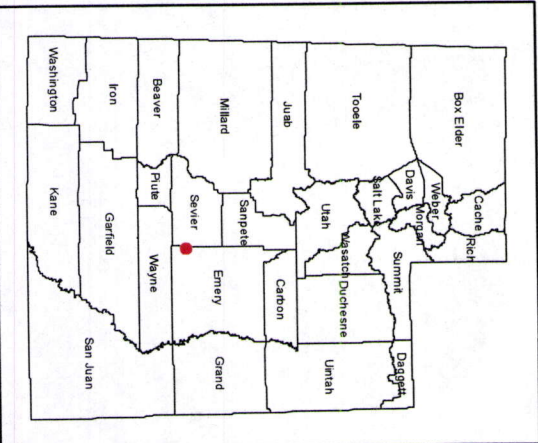 Box Elder
Cache
Rich
Weber
Morgan
Davis
Salt Lake
Summit
Daggett
Tooele
Utah
Wasatch
Duchesne
Uintah
Juab
Carbon
Millard
Sanpete
Sevier
Emery
Grand
Beaver
Piute
Wayne
Iron
Garfield
Washington
Kane
San Juan